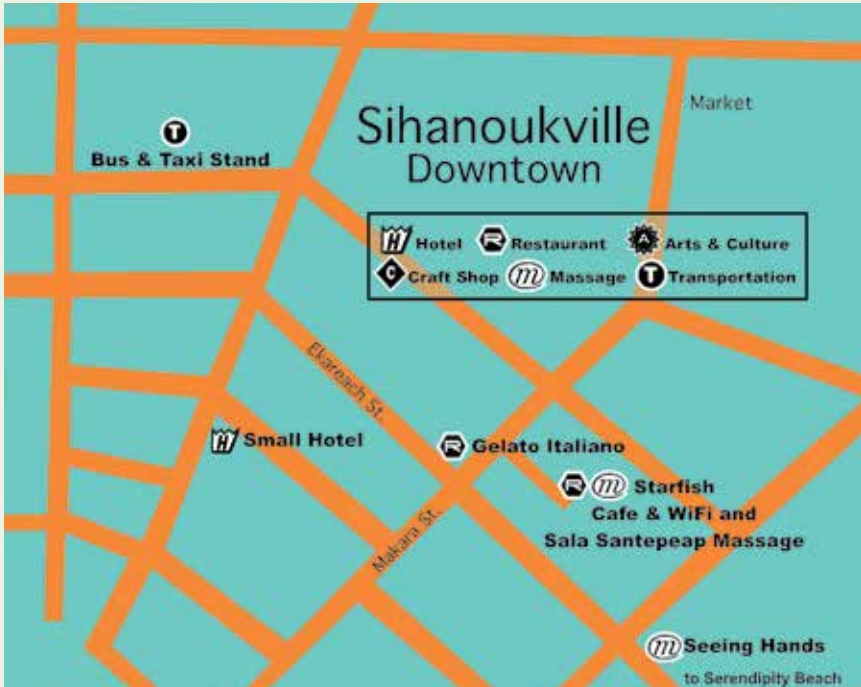 Market
Sihanoukville
Downtown
T
Bus & Taxi Stand
H Hotel R Restaurant A Arts & Culture
C Craft Shop m Massage T Transportation
Ekareach St.
H Small Hotel
R Gelato Italiano
R m Starfish
Cafe & WiFi and
Sala Santepeap Massage
Makara St.
m Seeing Hands
to Serendipity Beach